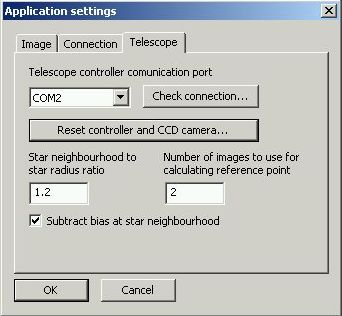 Application settings
Image Connection Telescope
Telescope controller comunication port
COM2 Check connection...
Reset controller and CCD camera...
Star neighbourhood to
star radius ratio
Number of images to use for
calculating reference point
1.2 2
Subtract bias at star neighbourhood
OK Cancel